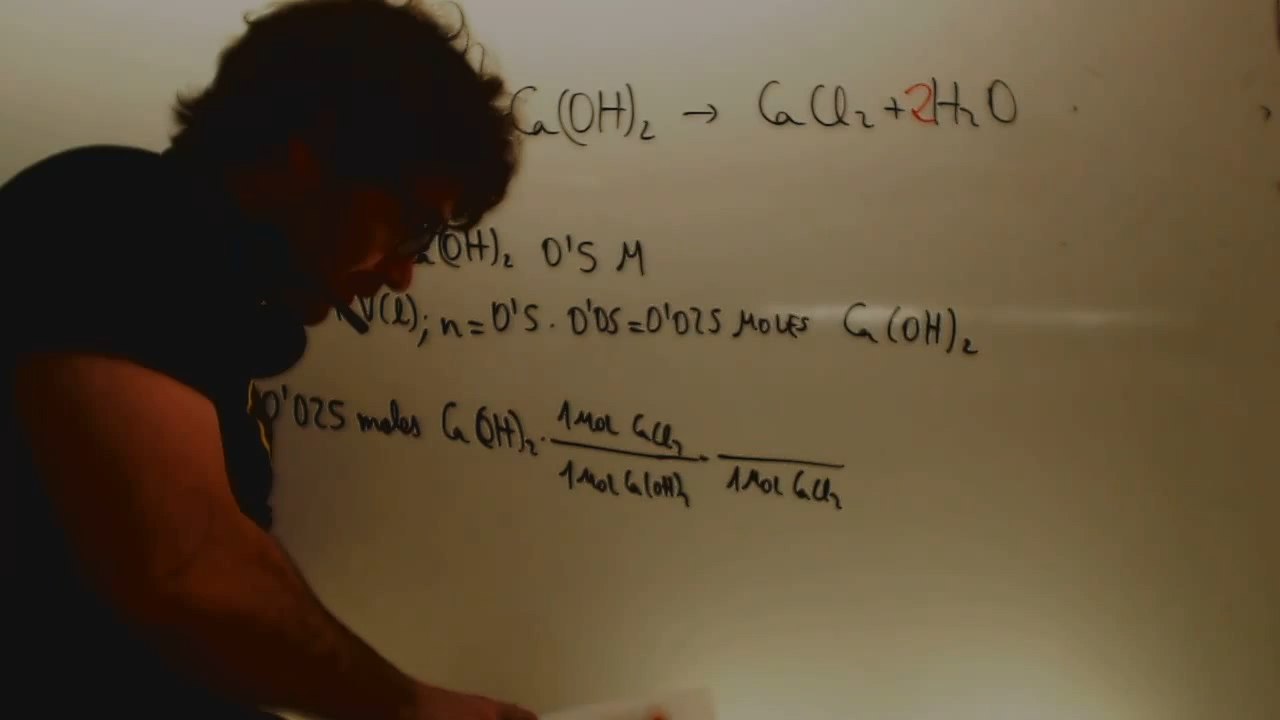 Ca(OH)₂ → CaCl₂ + 2H₂O
(OH)₂ 0'5 M
V(l); n = 0'5 · 0'05 = 0'025 MOLES Ca(OH)₂
0'025 moles Ca(OH)₂ · 1 MOL CaCl₂ / 1 MOL Ca(OH)₂ · / 1 MOL CaCl₂